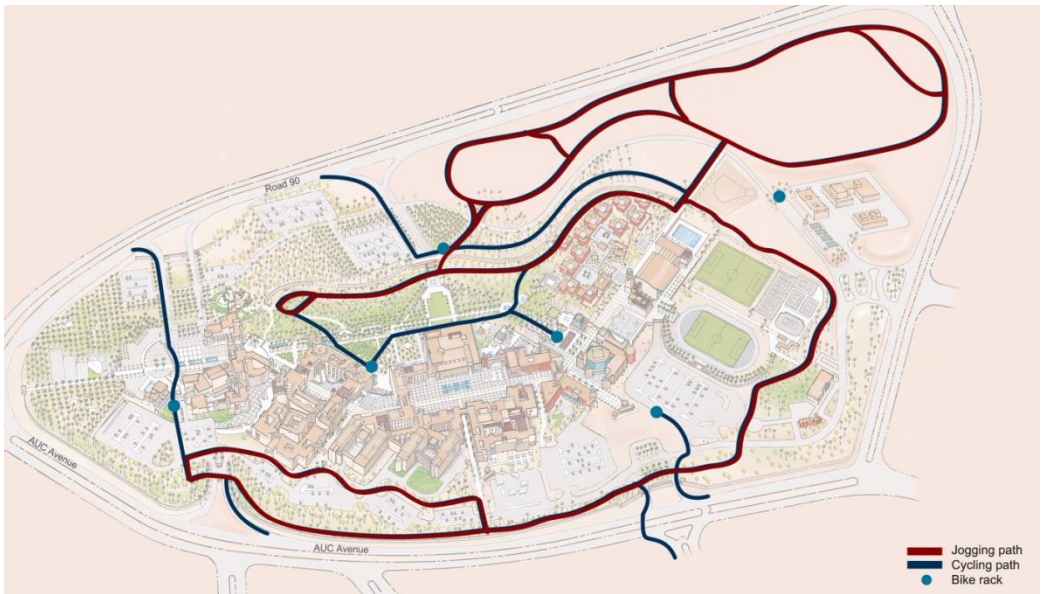 Road 90
AUC Avenue
AUC Avenue
Jogging path
Cycling path
Bike rack